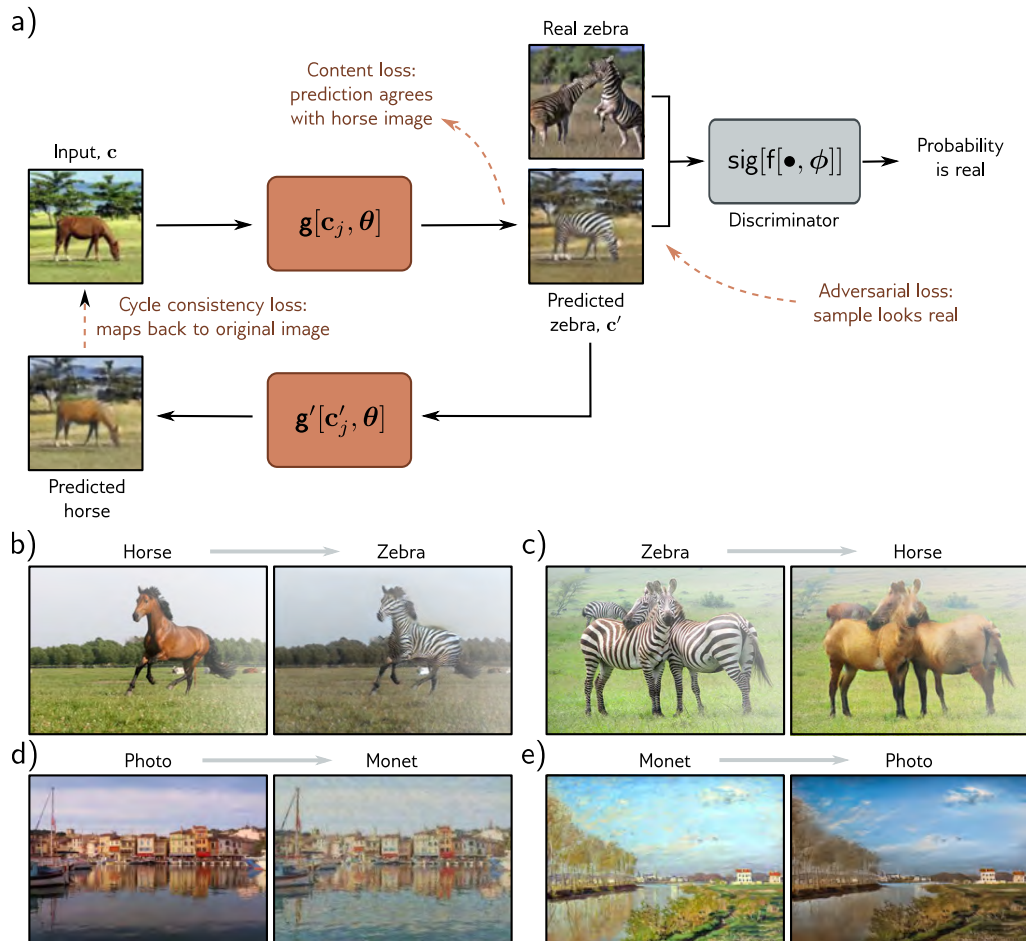 a)
Real zebra
Content loss:
prediction agrees
with horse image
Input, c
g[c_j, θ]
sig[f[•, ϕ]]
Discriminator
Probability
is real
Cycle consistency loss:
maps back to original image
Predicted
zebra, c′
Adversarial loss:
sample looks real
g′[c′_j, θ]
Predicted
horse
b)
Horse
Zebra
c)
Zebra
Horse
d)
Photo
Monet
e)
Monet
Photo